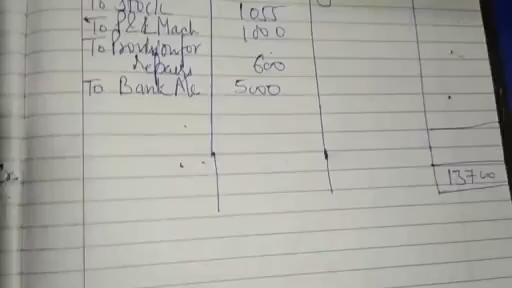 To Stock 1055
To P&L Mach 1000
To Provision for
Repairs 600
To Bank A/c 5000
13700